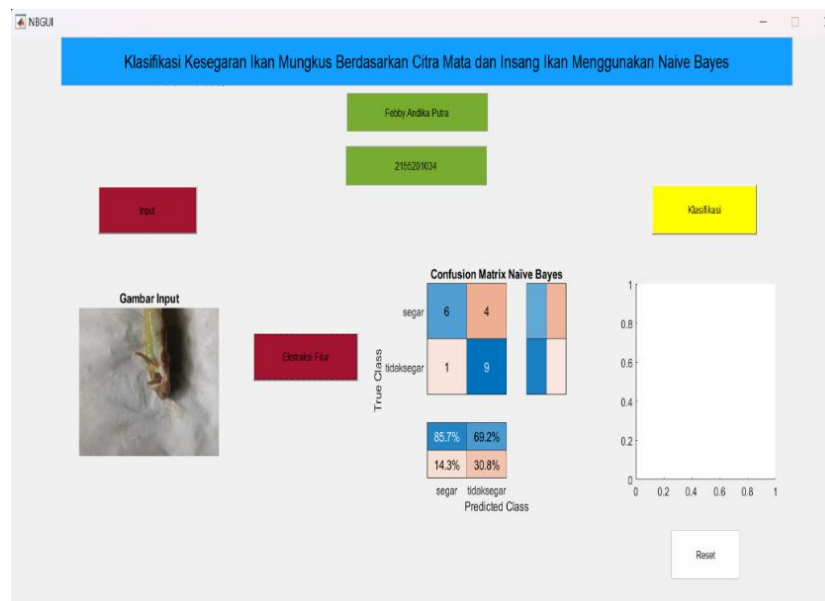 NBGUI
Klasifikasi Kesegaran Ikan Mungkus Berdasarkan Citra Mata dan Insang Ikan Menggunakan Naive Bayes
Febby Andika Putra
2155201034
Input
Klasifikasi
Gambar Input
Ekstraksi Fitur
Confusion Matrix Naïve Bayes
segar 6 4
tidaksegar 1 9
True Class
85.7% 69.2%
14.3% 30.8%
segar tidaksegar
Predicted Class
1
0.8
0.6
0.4
0.2
0
0 0.2 0.4 0.6 0.8 1
Reset